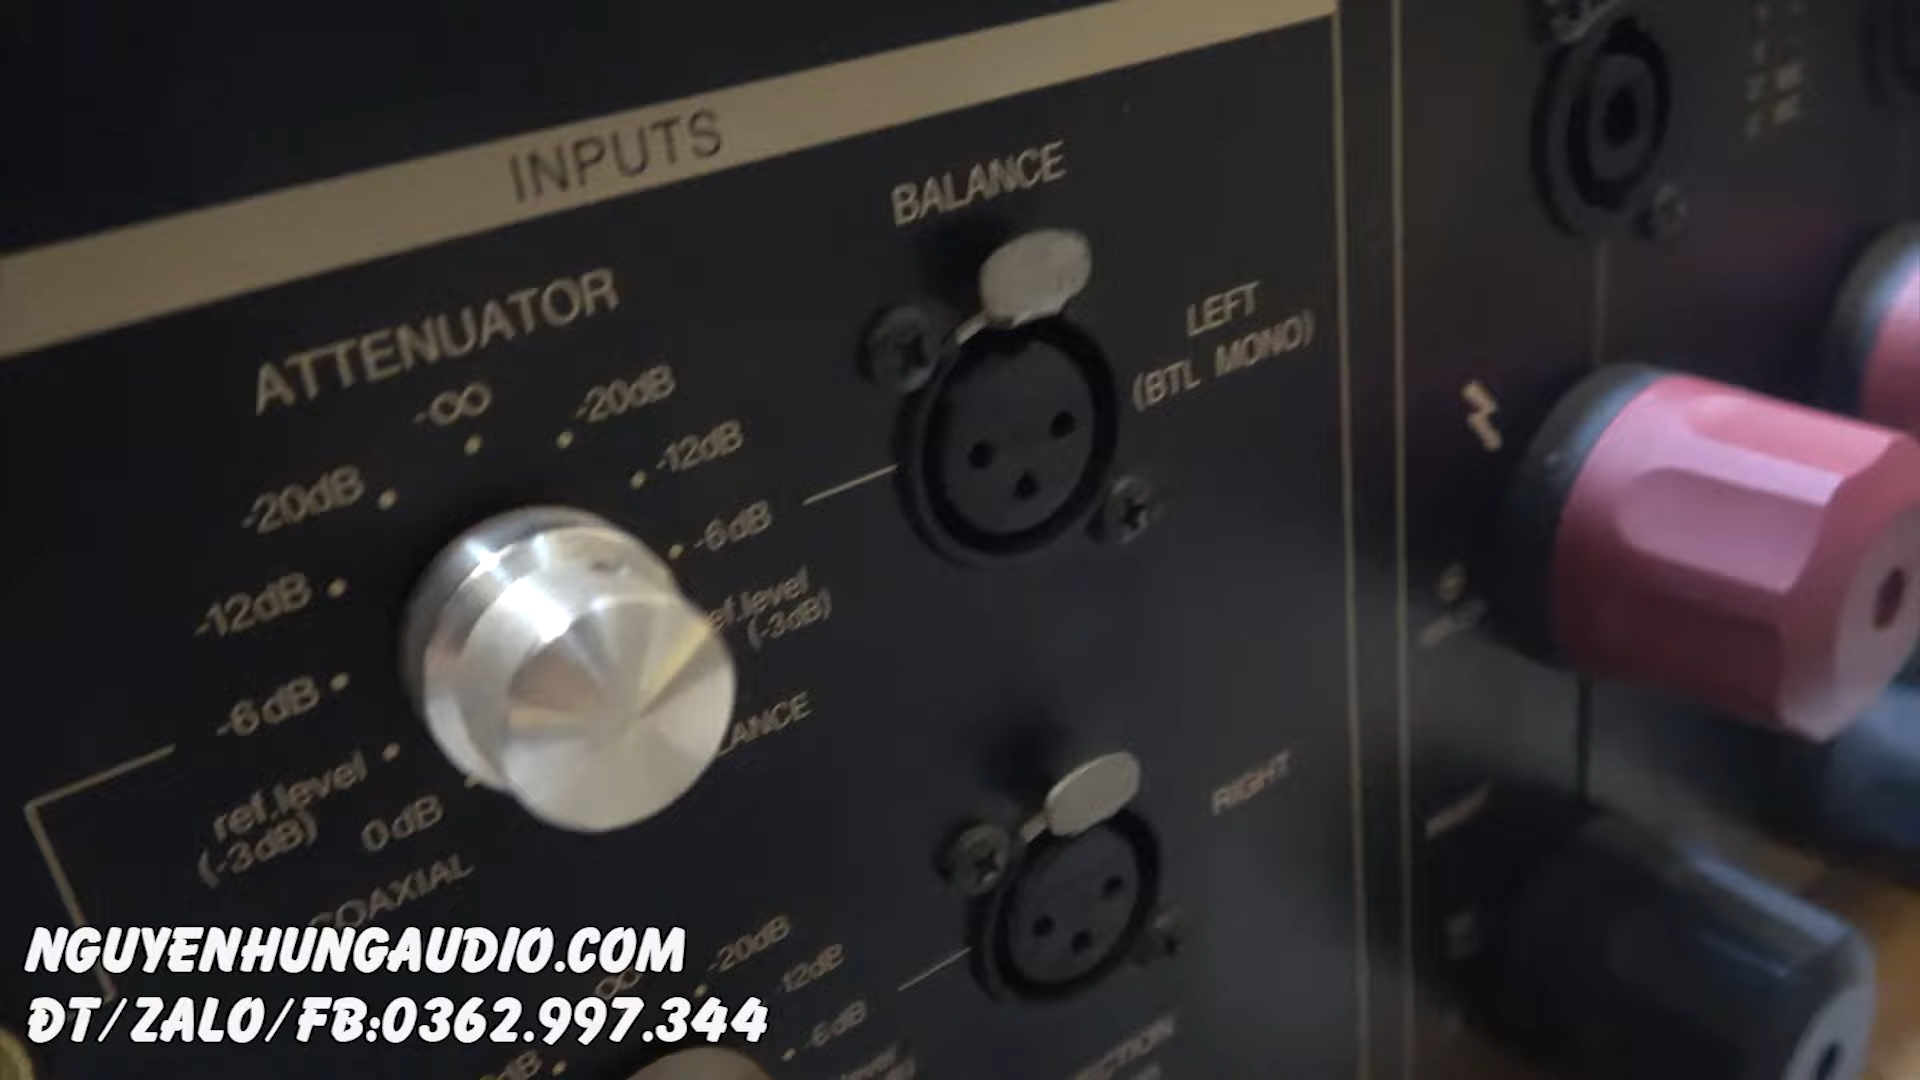 INPUTS
BALANCE
ATTENUATOR
LEFT
(BTL MONO)
-∞
-20dB
-20dB
-12dB
-12dB
-6dB
-6dB
ref.level
(-3dB)
ref.level
(-3dB)
0dB
COAXIAL
RIGHT
-20dB
-12dB
-6dB
NGUYENHUNGAUDIO.COM
ĐT/ZALO/FB:0362.997.344